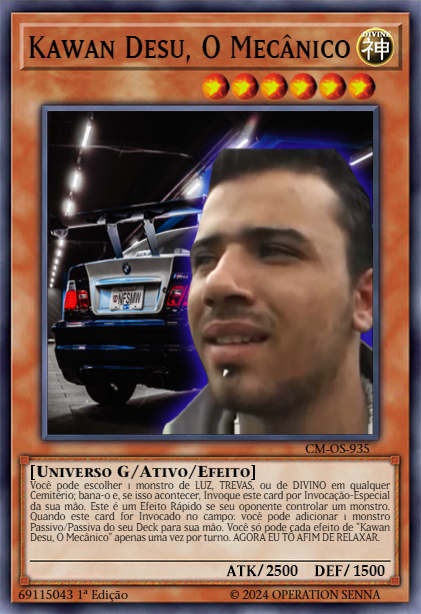 Kawan Desu, O Mecânico
DIVINE
神
NFSMW
CM-OS-935
[Universo G/Ativo/Efeito]
Você pode escolher 1 monstro de LUZ, TREVAS, ou de DIVINO em qualquer
Cemitério; bana-o e, se isso acontecer, Invoque este card por Invocação-Especial
da sua mão. Este é um Efeito Rápido se seu oponente controlar um monstro.
Quando este card for Invocado no campo: você pode adicionar 1 monstro
Passivo/Passiva do seu Deck para sua mão. Você só pode cada efeito de "Kawan
Desu, O Mecânico" apenas uma vez por turno. AGORA EU TÔ AFIM DE RELAXAR.
ATK/2500 DEF/1500
69115043 1ª Edição
© 2024 OPERATION SENNA